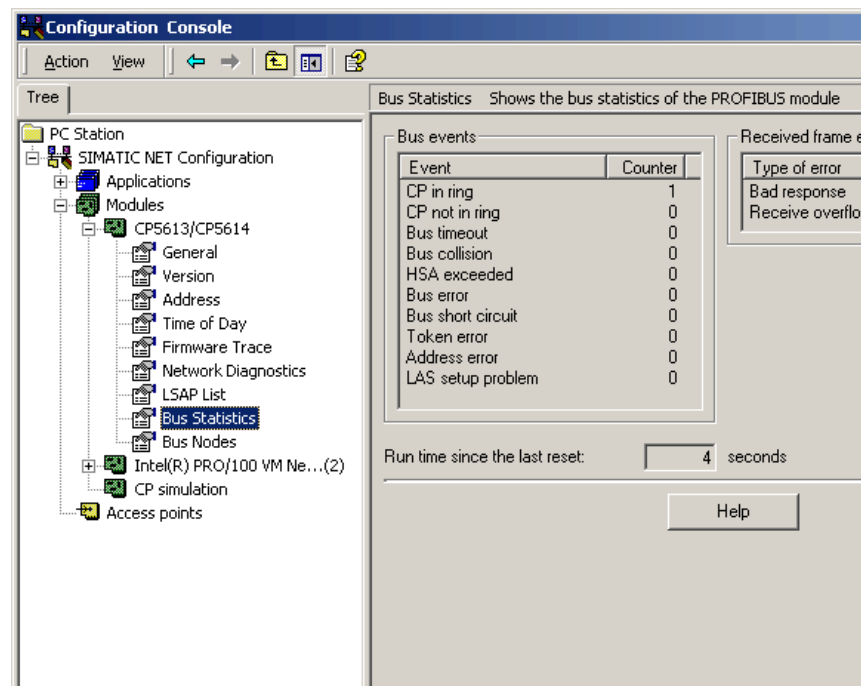 Configuration Console
Action View
Tree
Bus Statistics Shows the bus statistics of the PROFIBUS module
PC Station
SIMATIC NET Configuration
Applications
Modules
CP5613/CP5614
General
Version
Address
Time of Day
Firmware Trace
Network Diagnostics
LSAP List
Bus Statistics
Bus Nodes
Intel(R) PRO/100 VM Ne...(2)
CP simulation
Access points
Bus events
Event Counter
CP in ring 1
CP not in ring 0
Bus timeout 0
Bus collision 0
HSA exceeded 0
Bus error 0
Bus short circuit 0
Token error 0
Address error 0
LAS setup problem 0
Received frame e
Type of error
Bad response
Receive overflo
Run time since the last reset: 4 seconds
Help